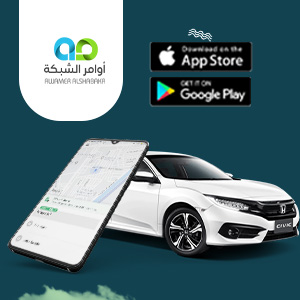 أوامر الشبكة
AWAMER ALSHABAKA
Download on the
App Store
GET IT ON
Google Play
CIVIC